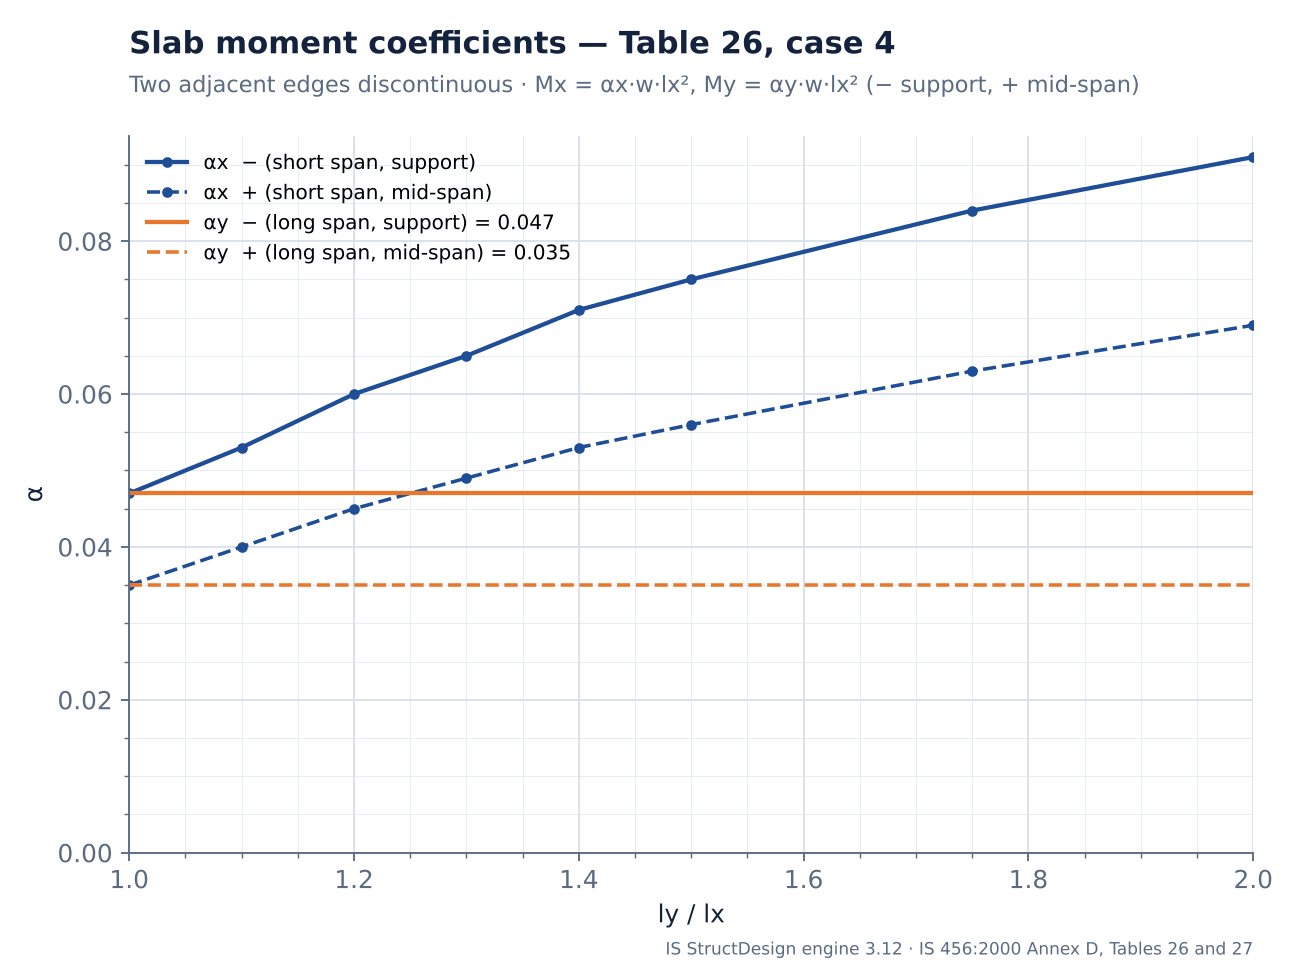 Slab moment coefficients — Table 26, case 4
Two adjacent edges discontinuous · Mx = αx·w·lx², My = αy·w·lx² (− support, + mid-span)
αx − (short span, support)
αx + (short span, mid-span)
αy − (long span, support) = 0.047
αy + (long span, mid-span) = 0.035
0.08
0.06
α
0.04
0.02
0.00
1.0 1.2 1.4 1.6 1.8 2.0
ly / lx
IS StructDesign engine 3.12 · IS 456:2000 Annex D, Tables 26 and 27